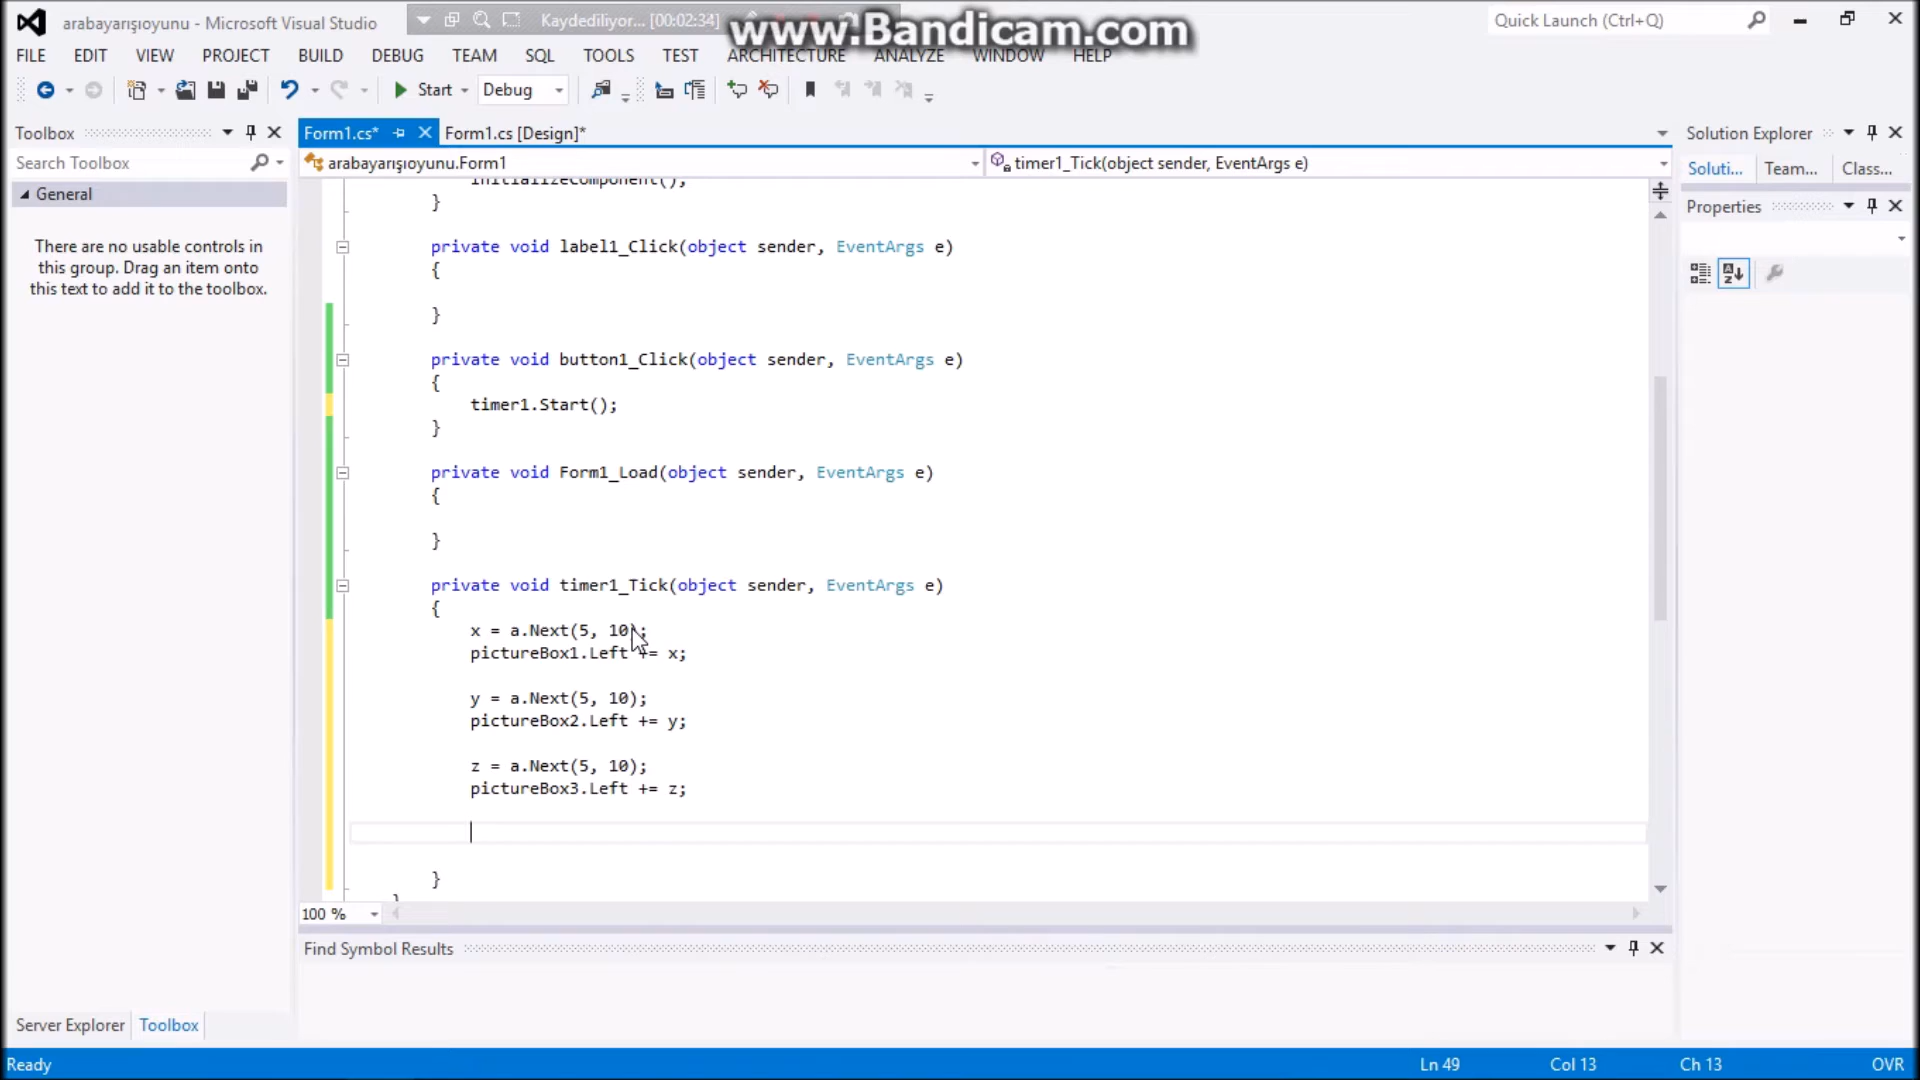 arabayarışıoyunu - Microsoft Visual Studio
Kaydediliyor... [00:02:34]
www.Bandicam.com
Quick Launch (Ctrl+Q)
FILE EDIT VIEW PROJECT BUILD DEBUG TEAM SQL TOOLS TEST ARCHITECTURE ANALYZE WINDOW HELP
Start Debug
Toolbox
Form1.cs* Form1.cs [Design]*
Solution Explorer
Search Toolbox
arabayarışıoyunu.Form1
timer1_Tick(object sender, EventArgs e)
Soluti... Team... Class...
General
Properties
There are no usable controls in
this group. Drag an item onto
this text to add it to the toolbox.
InitializeComponent();
}
private void label1_Click(object sender, EventArgs e)
{
}
private void button1_Click(object sender, EventArgs e)
{
timer1.Start();
}
private void Form1_Load(object sender, EventArgs e)
{
}
private void timer1_Tick(object sender, EventArgs e)
{
x = a.Next(5, 10);
pictureBox1.Left += x;
y = a.Next(5, 10);
pictureBox2.Left += y;
z = a.Next(5, 10);
pictureBox3.Left += z;
}
}
100 %
Find Symbol Results
Server Explorer Toolbox
Ready
Ln 49 Col 13 Ch 13 OVR